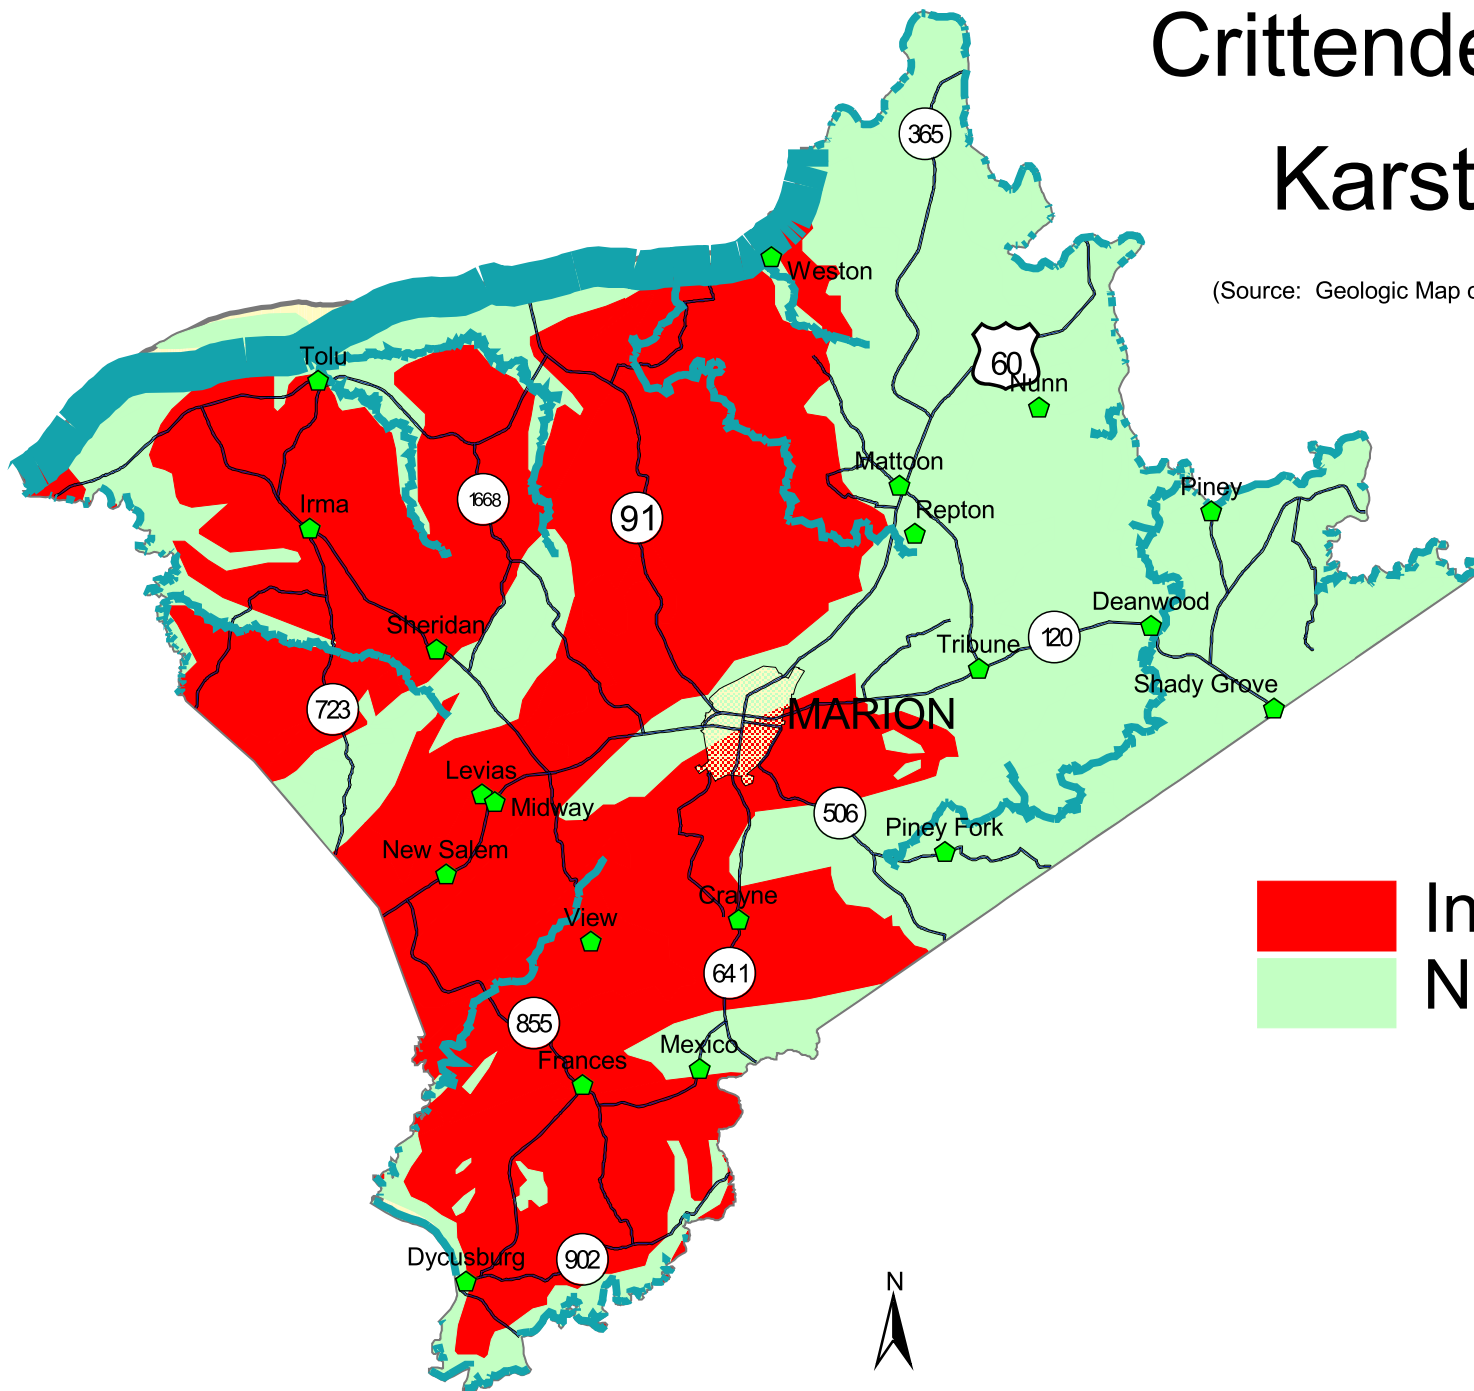 Crittende
Karst
(Source: Geologic Map o
365
Weston
60
Nunn
Tolu
Mattoon
Piney
1668
Irma
91
Repton
Deanwood
Sheridan
120
Tribune
Shady Grove
723
MARION
Levias
Midway
506
Piney Fork
New Salem
Crayne
In
View
641
N
855
Mexico
Frances
Dycusburg
902
N